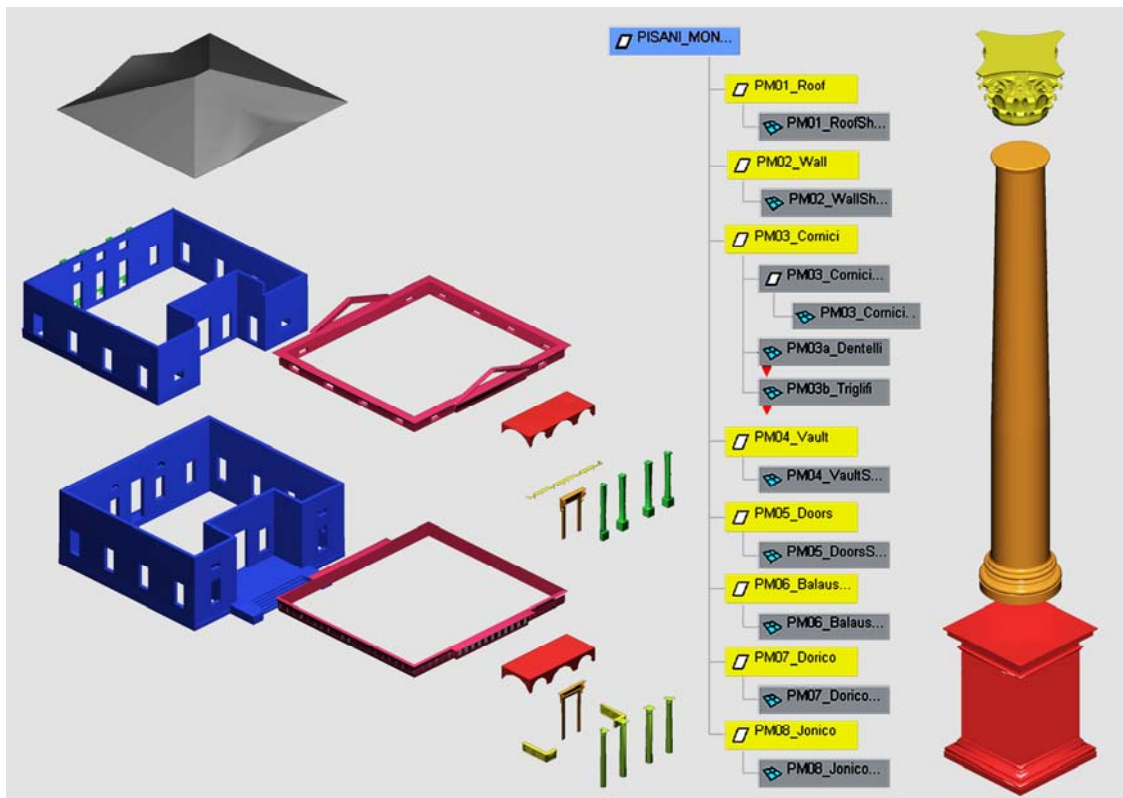 PISANI_MON...
PM01_Roof
PM01_RoofSh...
PM02_Wall
PM02_WallSh...
PM03_Cornici
PM03_Cornici...
PM03_Cornici..
PM03a_Dentelli
PM03b_Triglifi
PM04_Vault
PM04_VaultS...
PM05_Doors
PM05_DoorsS...
PM06_Balaus...
PM06_Balaus...
PM07_Dorico
PM07_Dorico...
PM08_Jonico
PM08_Jonico...